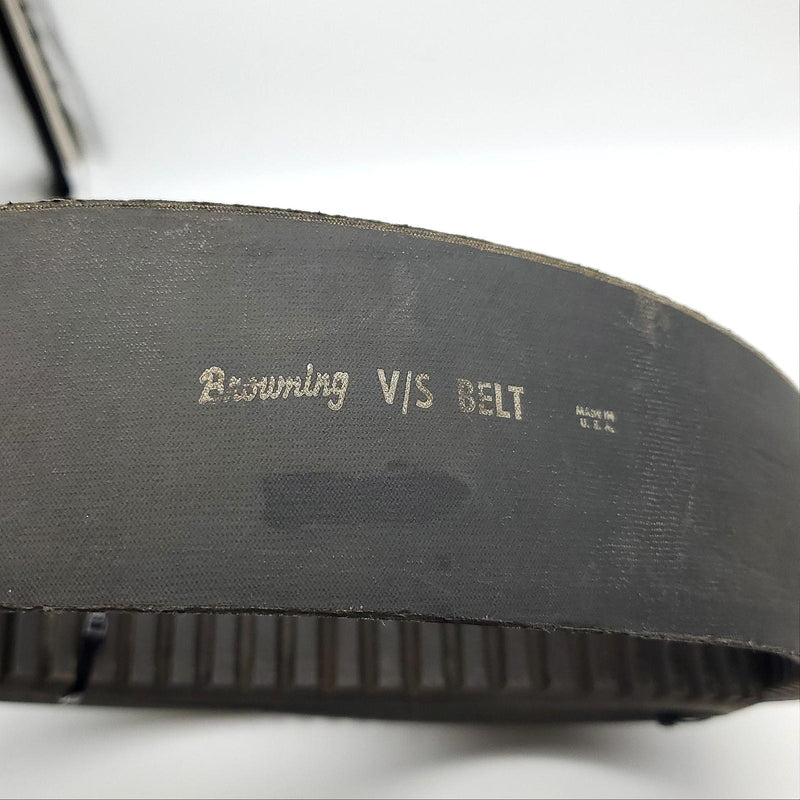 Browning V/S BELT
MADE IN
U. S. A.